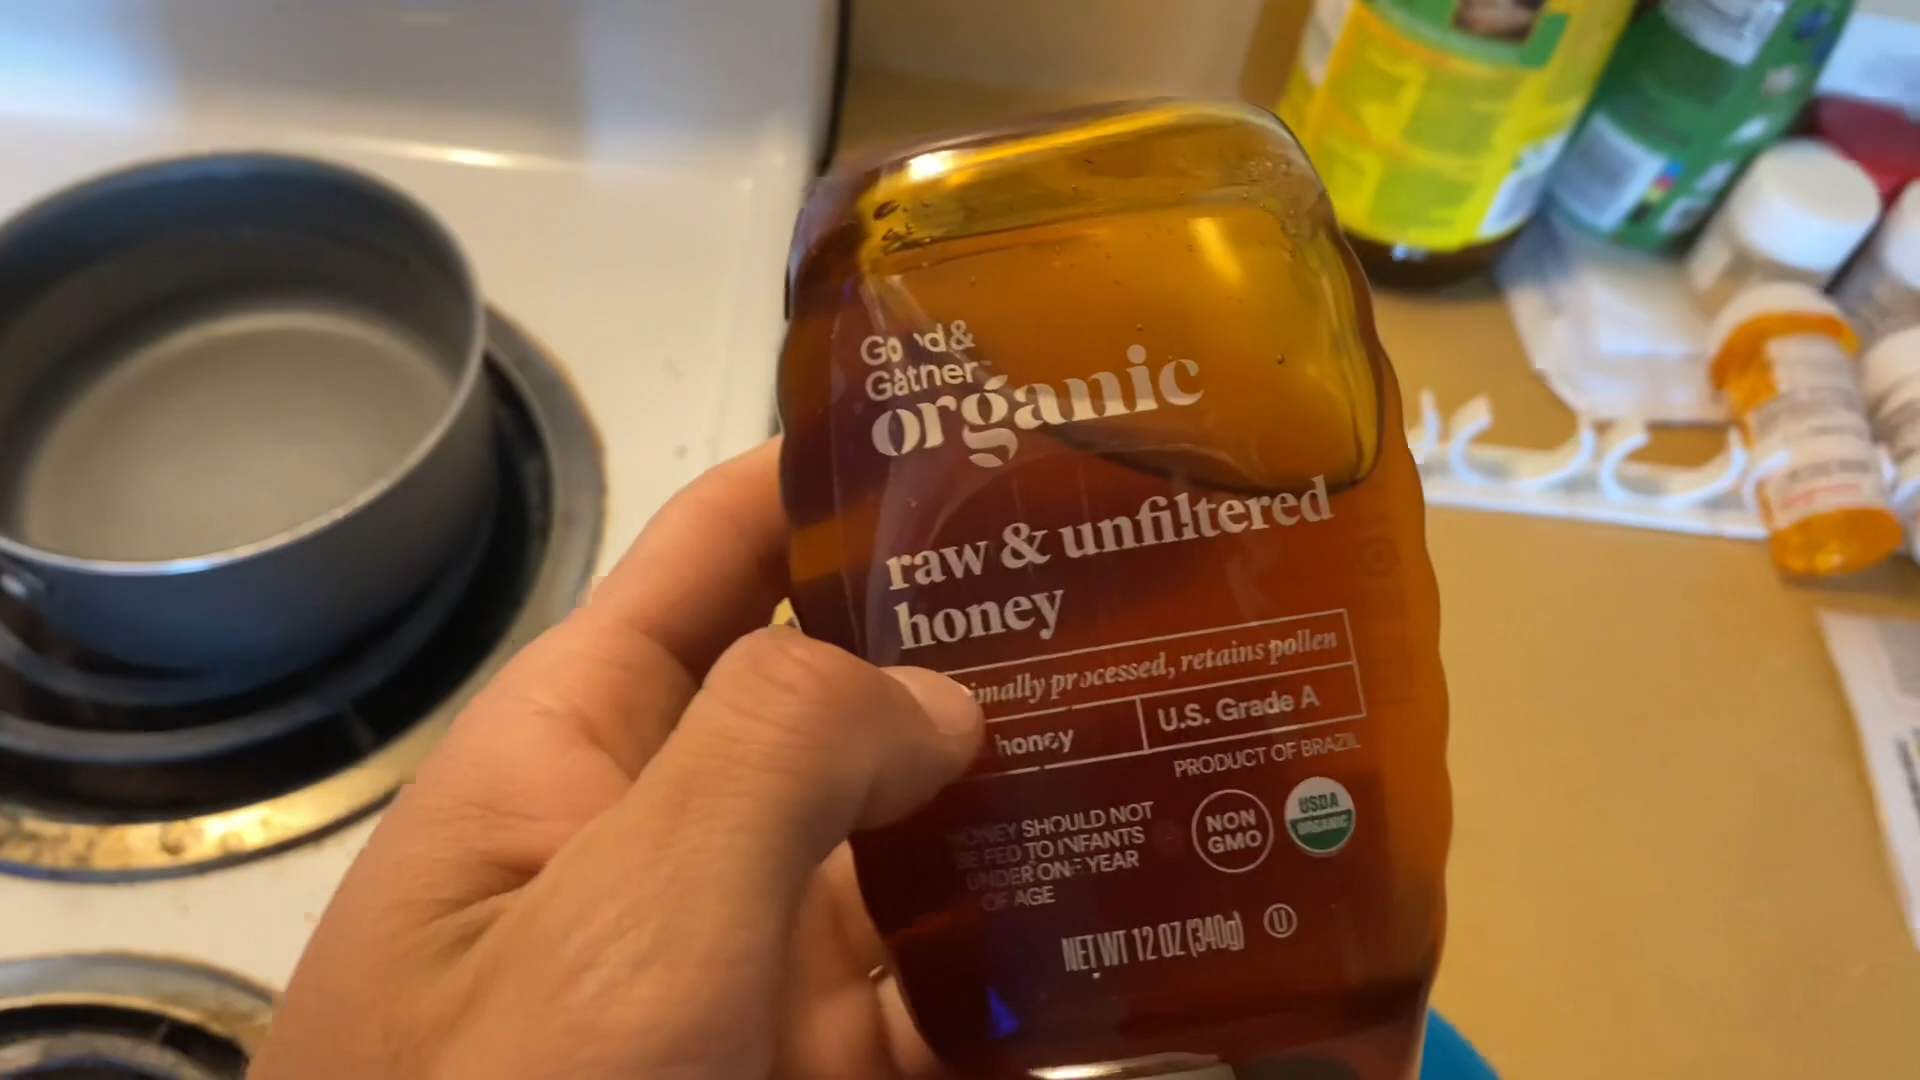 Good &
Gather
organic
raw & unfiltered
honey
imally processed, retains pollen
honey
U.S. Grade A
PRODUCT OF BRAZIL
HONEY SHOULD NOT
BE FED TO INFANTS
UNDER ONE YEAR
OF AGE
NON
GMO
USDA
ORGANIC
NET WT 12 OZ (340g)
U